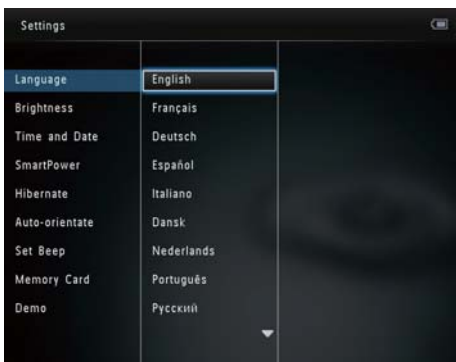 Settings
Language
Brightness
Time and Date
SmartPower
Hibernate
Auto-orientate
Set Beep
Memory Card
Demo
English
Français
Deutsch
Español
Italiano
Dansk
Nederlands
Português
Русский